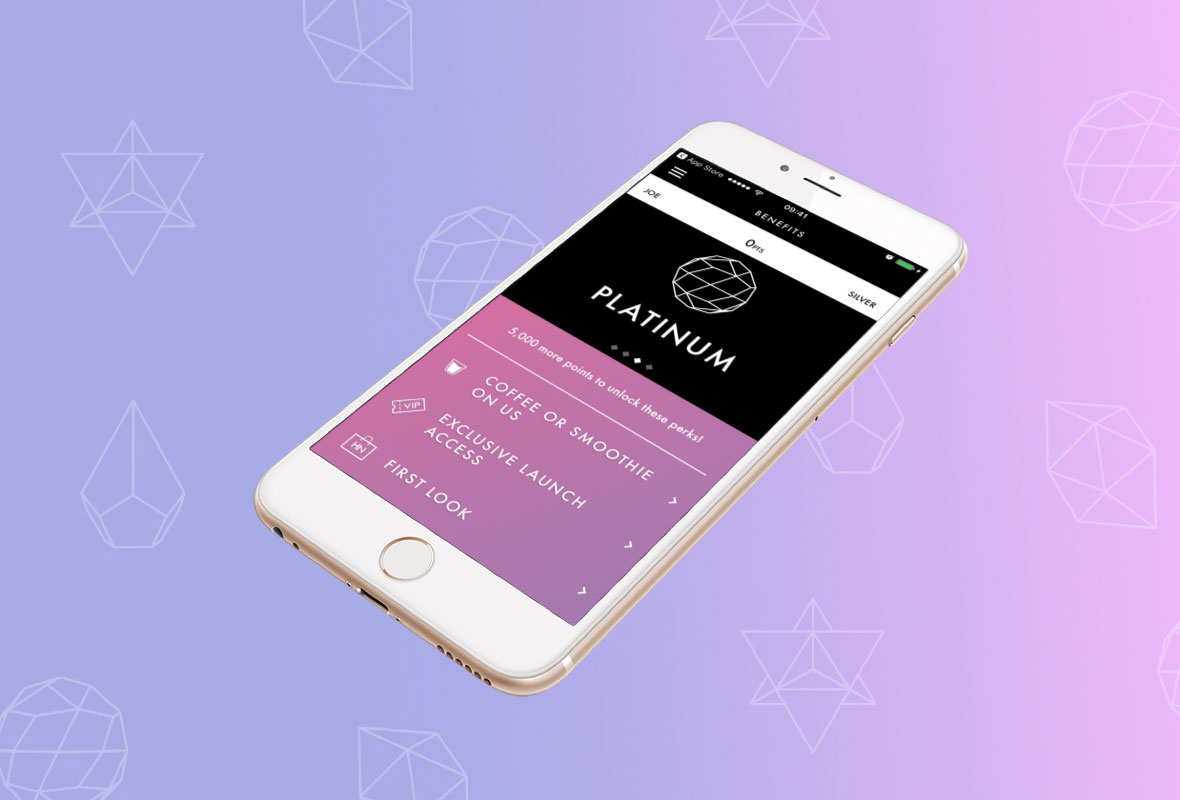 App Store
09:41
BENEFITS
JOE
0PTS
SILVER
PLATINUM
5,000 more points to unlock these perks!
COFFEE OR SMOOTHIE
ON US
VIP
EXCLUSIVE LAUNCH
ACCESS
HN
FIRST LOOK